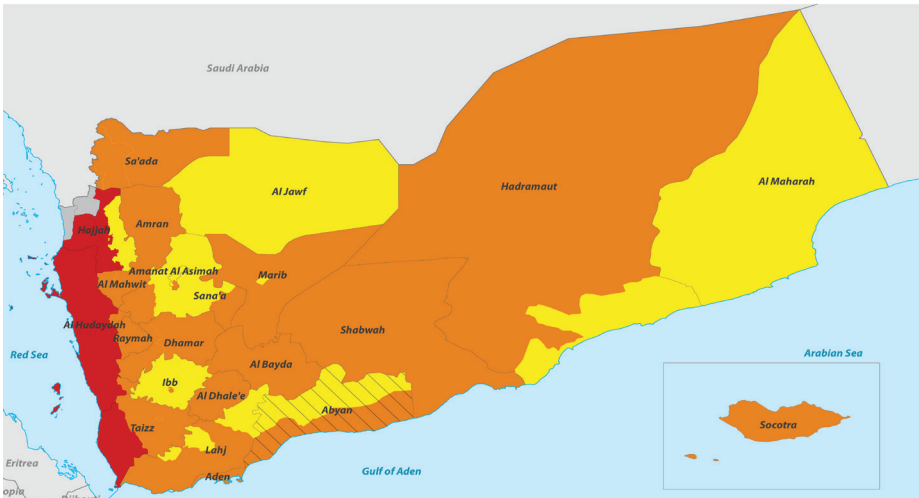 Saudi Arabia
Sa'ada
Al Jawf
Hadramaut
Al Maharah
Hajjah
Amran
Amanat Al Asimah
Marib
Al Mahwit
Sana'a
Al Hudaydah
Raymah
Dhamar
Shabwah
Red Sea
Arabian Sea
Al Bayda
Ibb
Al Dhale'e
Abyan
Socotra
Taizz
Lahj
Eritrea
Gulf of Aden
Aden
opia